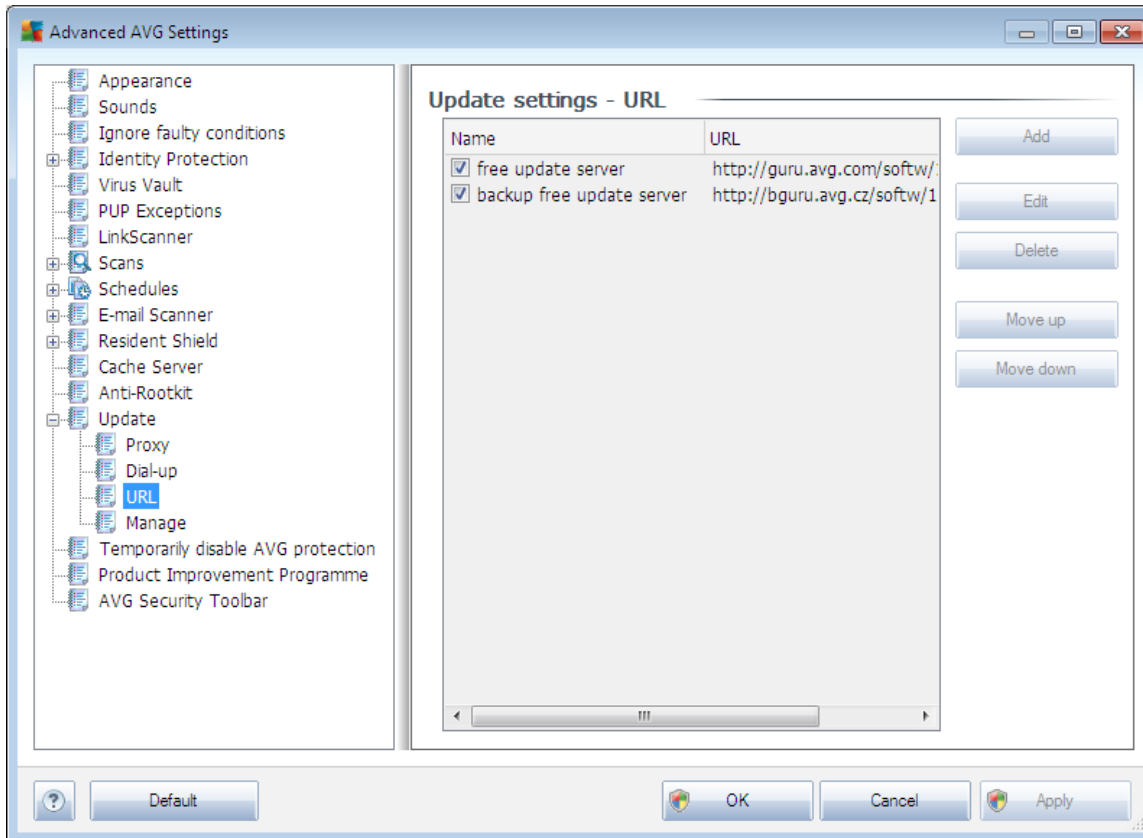 Advanced AVG Settings
Appearance
Sounds
Ignore faulty conditions
Identity Protection
Virus Vault
PUP Exceptions
LinkScanner
Scans
Schedules
E-mail Scanner
Resident Shield
Cache Server
Anti-Rootkit
Update
Proxy
Dial-up
URL
Manage
Temporarily disable AVG protection
Product Improvement Programme
AVG Security Toolbar
Update settings - URL
Name URL
free update server http://guru.avg.com/softw/
backup free update server http://bguru.avg.cz/softw/1
Add
Edit
Delete
Move up
Move down
?
Default
OK
Cancel
Apply